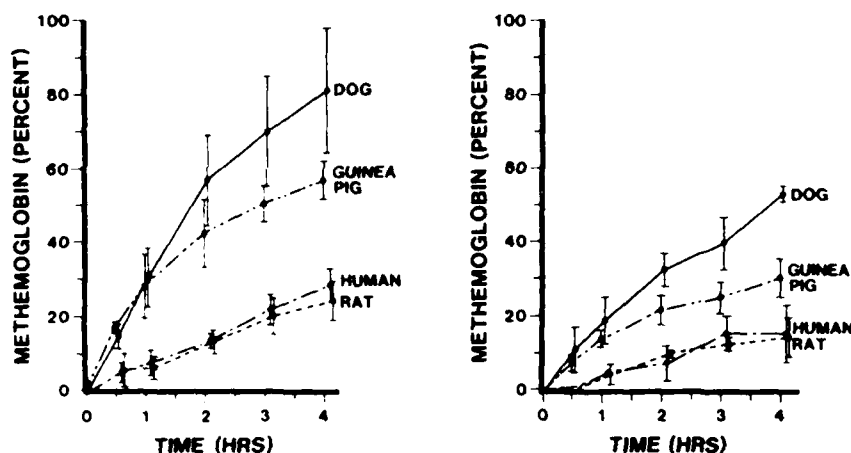 METHEMOGLOBIN (PERCENT)
100
80
60
40
20
0
0 1 2 3 4
TIME (HRS)
DOG
GUINEA
PIG
HUMAN
RAT
METHEMOGLOBIN (PERCENT)
100
80
60
40
20
0
0 1 2 3 4
TIME (HRS)
DOG
GUINEA
PIG
HUMAN
RAT